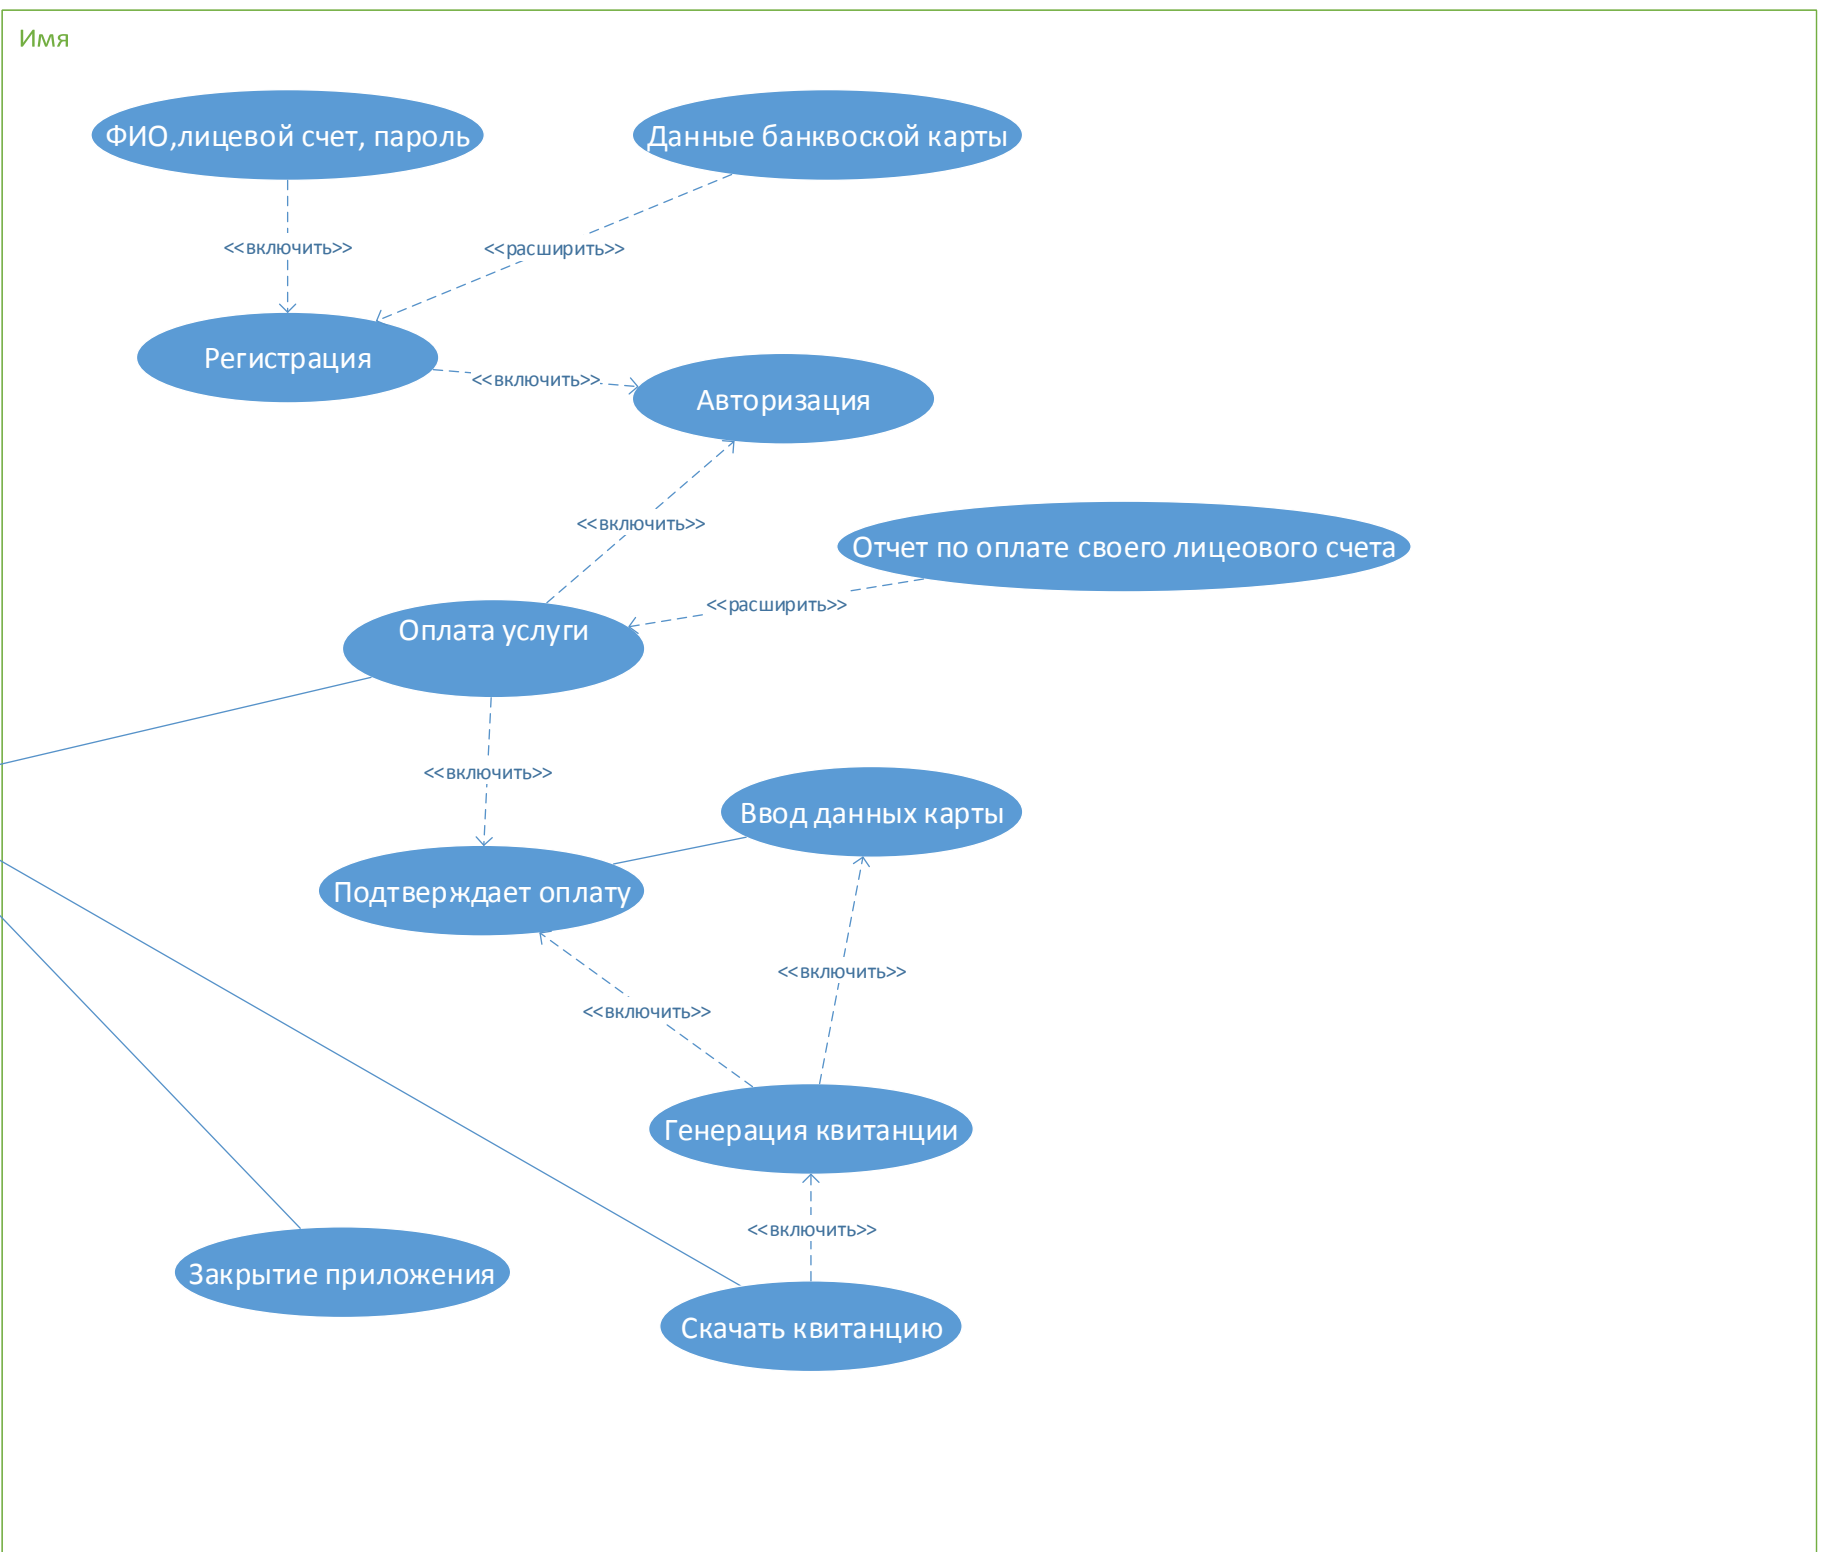 Имя
ФИО,лицевой счет, пароль
Данные банквоской карты
<<включить>>
<<расширить>>
Регистрация
<<включить>>
Авторизация
<<включить>>
Отчет по оплате своего лицеового счета
<<расширить>>
Оплата услуги
<<включить>>
Ввод данных карты
Подтверждает оплату
<<включить>>
<<включить>>
Генерация квитанции
<<включить>>
Закрытие приложения
Скачать квитанцию